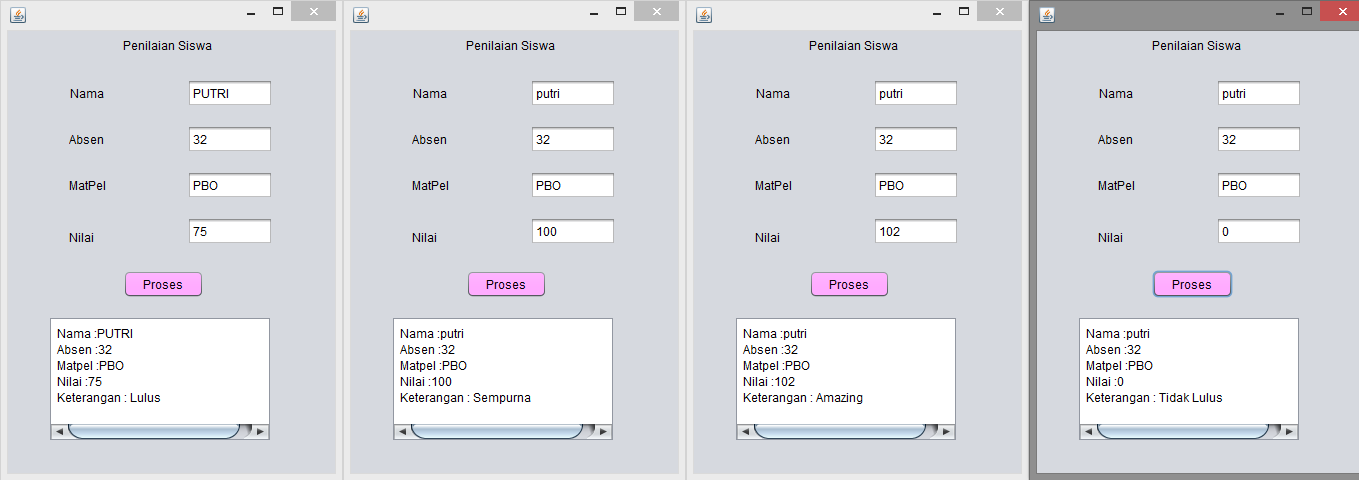 Penilaian Siswa
Nama PUTRI
Absen 32
MatPel PBO
Nilai 75
Proses
Nama :PUTRI
Absen :32
Matpel :PBO
Nilai :75
Keterangan : Lulus
Penilaian Siswa
Nama putri
Absen 32
MatPel PBO
Nilai 100
Proses
Nama :putri
Absen :32
Matpel :PBO
Nilai :100
Keterangan : Sempurna
Penilaian Siswa
Nama putri
Absen 32
MatPel PBO
Nilai 102
Proses
Nama :putri
Absen :32
Matpel :PBO
Nilai :102
Keterangan : Amazing
Penilaian Siswa
Nama putri
Absen 32
MatPel PBO
Nilai 0
Proses
Nama :putri
Absen :32
Matpel :PBO
Nilai :0
Keterangan : Tidak Lulus